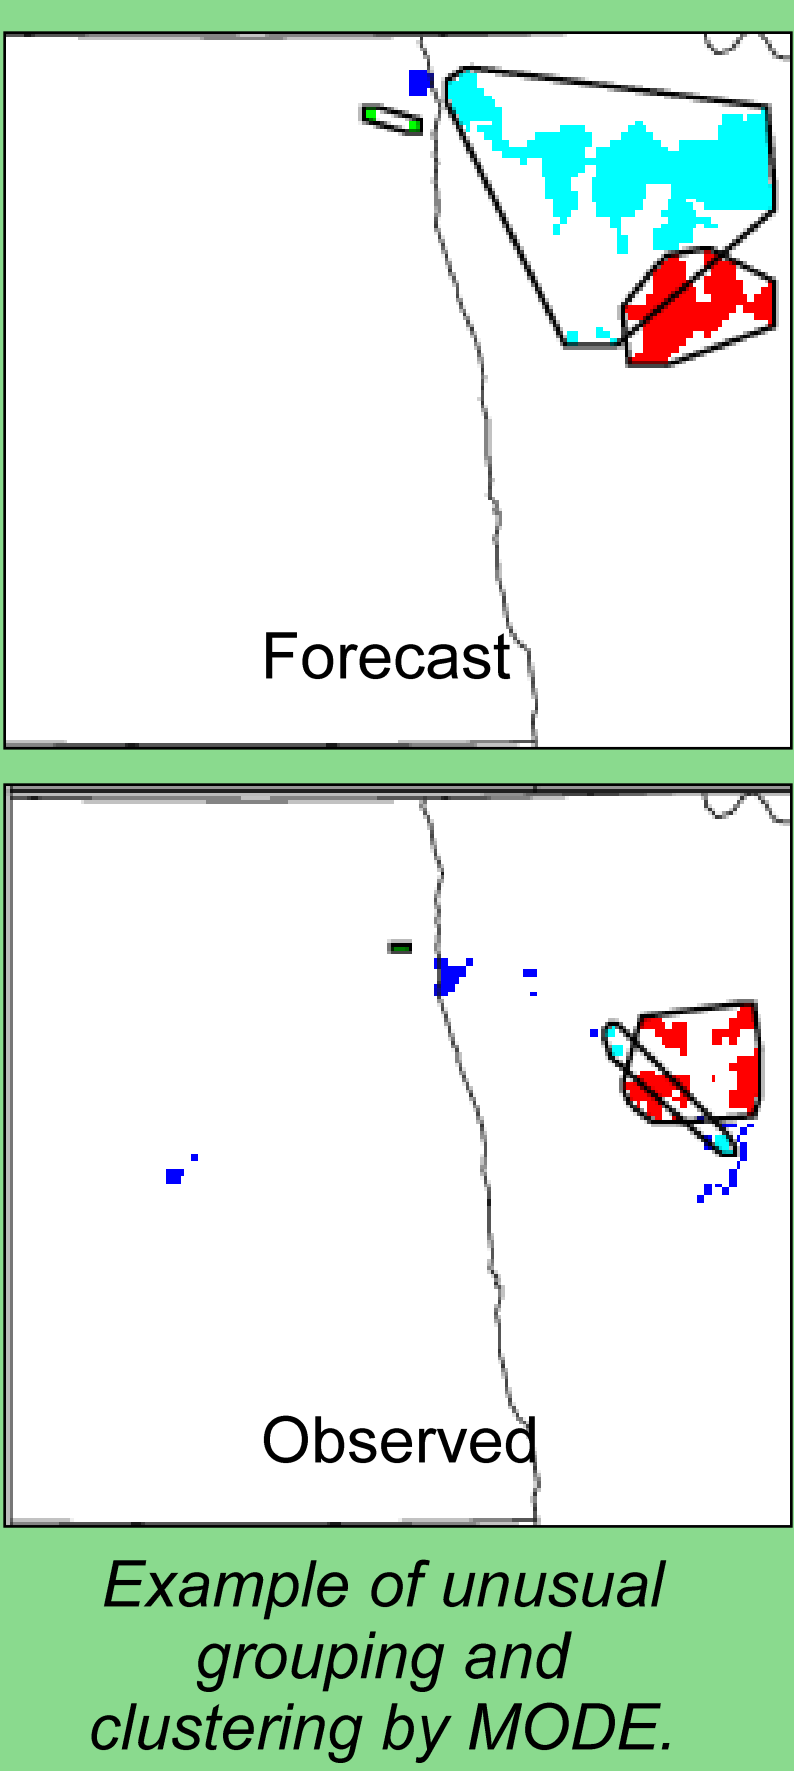 Forecast
Observed
Example of unusual
grouping and
clustering by MODE.